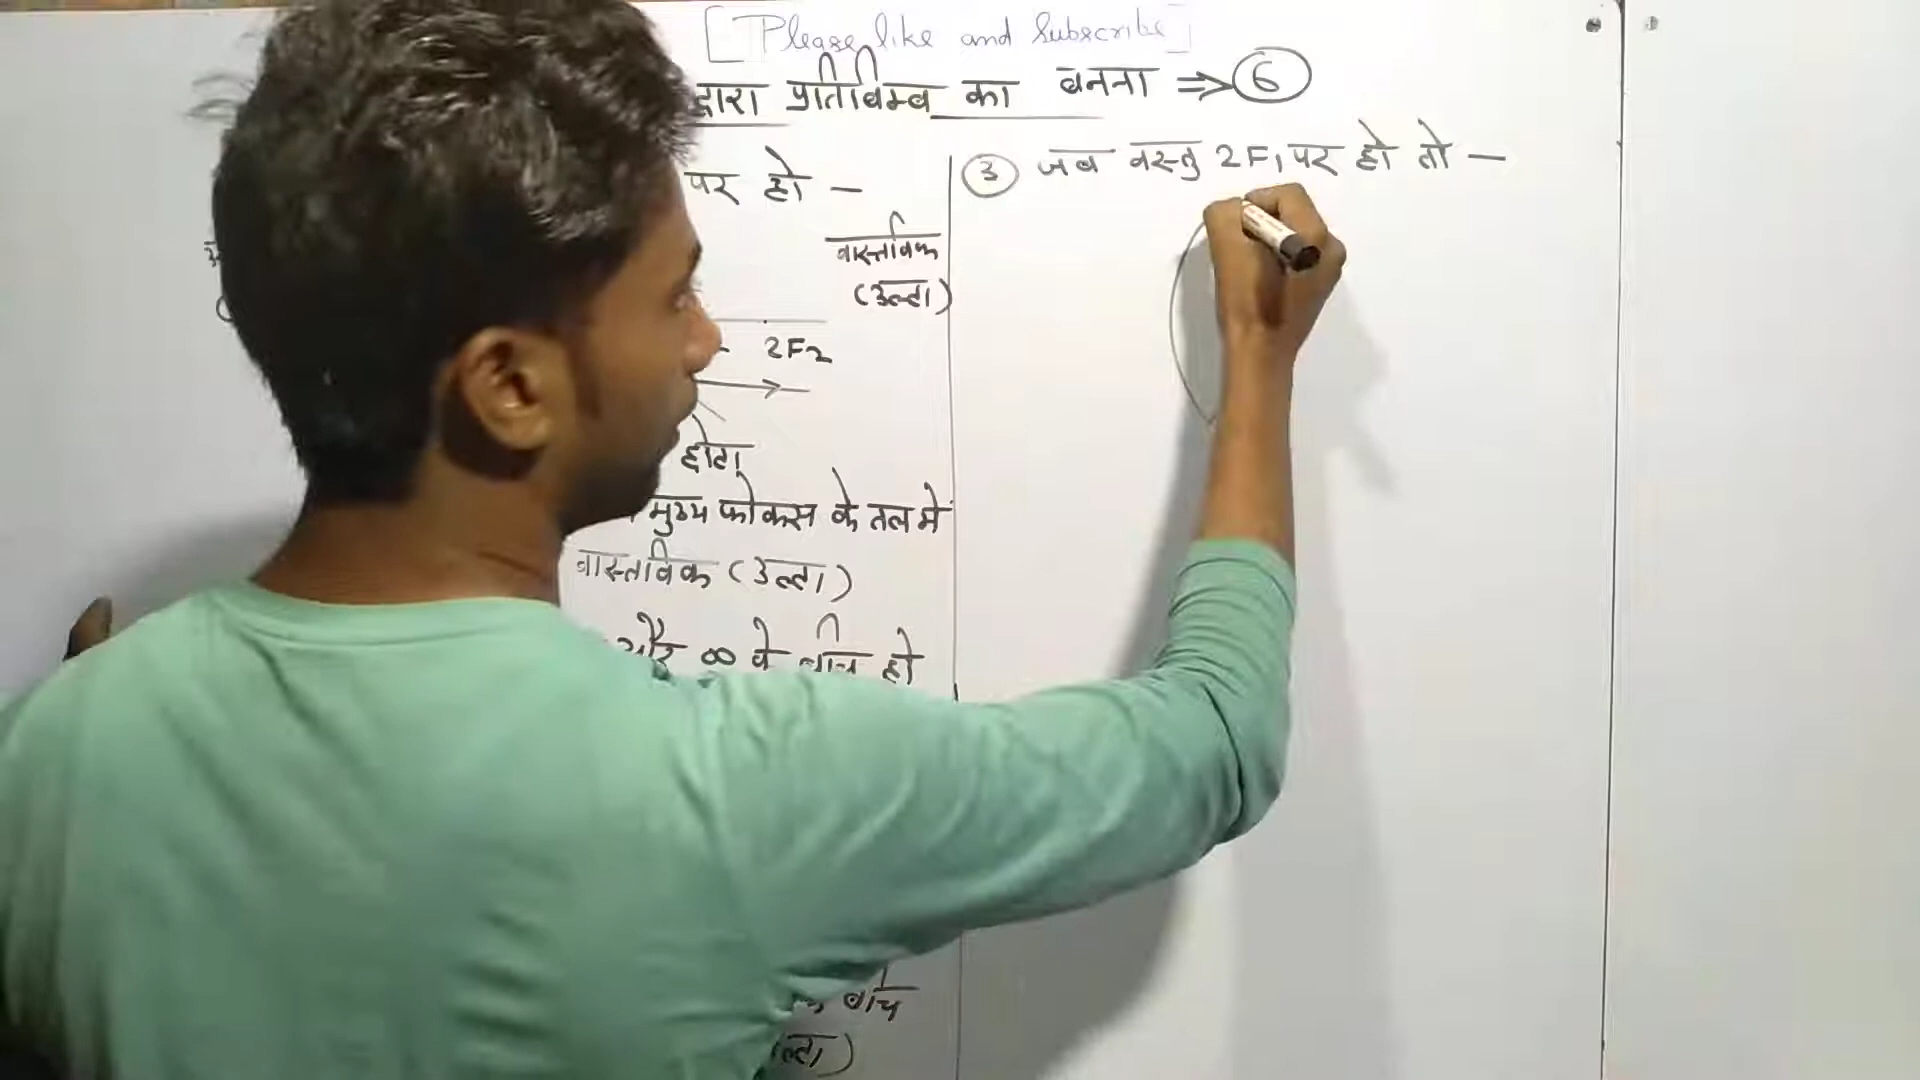 [Please like and Subscribe]
द्वारा प्रतिबिम्ब का बनना ⇒ 6
पर हो —
वास्तविक
(उल्टा)
2F2
छोटा
मुख्य फोकस के तल में
वास्तविक (उल्टा)
और ∞ के बीच हो
बीच
3 जब वस्तु 2F1 पर हो तो —